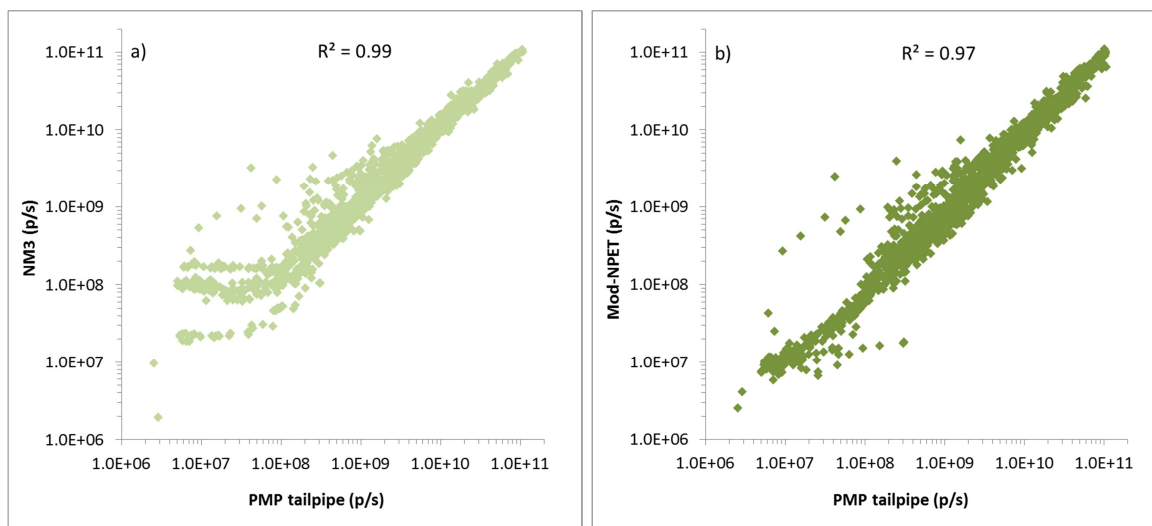 a)
R² = 0.99
NM3 (p/s)
1.0E+11
1.0E+10
1.0E+09
1.0E+08
1.0E+07
1.0E+06
1.0E+06 1.0E+07 1.0E+08 1.0E+09 1.0E+10 1.0E+11
PMP tailpipe (p/s)
b)
R² = 0.97
Mod-NPET (p/s)
1.0E+11
1.0E+10
1.0E+09
1.0E+08
1.0E+07
1.0E+06
1.0E+06 1.0E+07 1.0E+08 1.0E+09 1.0E+10 1.0E+11
PMP tailpipe (p/s)